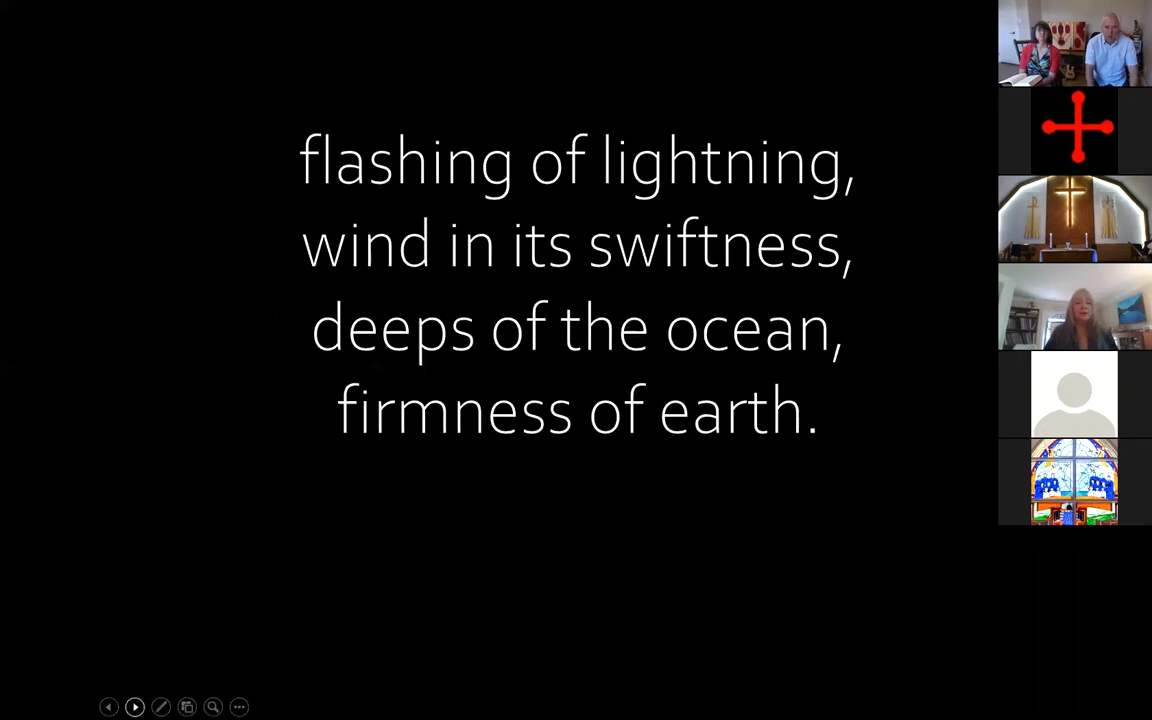 flashing of lightning,
wind in its swiftness,
deeps of the ocean,
firmness of earth.